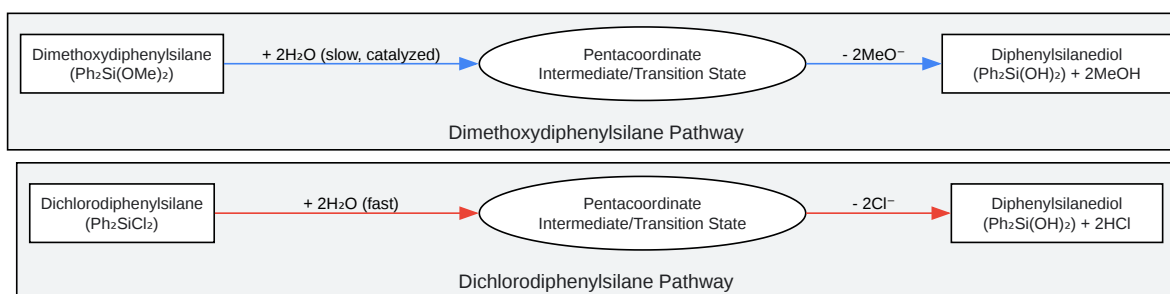 Dimethoxydiphenylsilane
(Ph₂Si(OMe)₂)
+ 2H₂O (slow, catalyzed)
Pentacoordinate
Intermediate/Transition State
- 2MeO⁻
Diphenylsilanediol
(Ph₂Si(OH)₂) + 2MeOH
Dimethoxydiphenylsilane Pathway
Dichlorodiphenylsilane
(Ph₂SiCl₂)
+ 2H₂O (fast)
Pentacoordinate
Intermediate/Transition State
- 2Cl⁻
Diphenylsilanediol
(Ph₂Si(OH)₂) + 2HCl
Dichlorodiphenylsilane Pathway